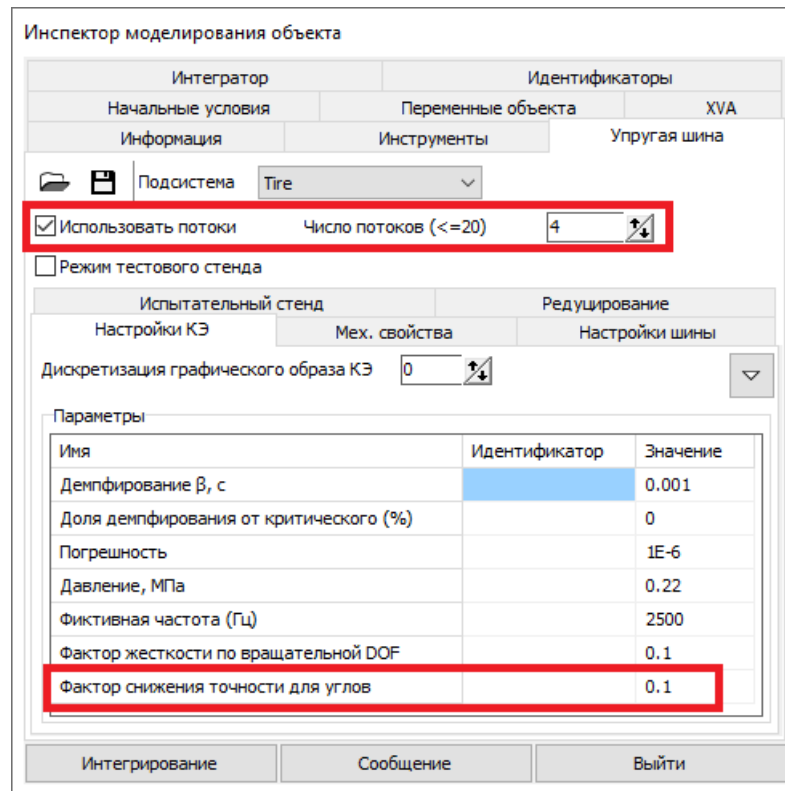 Инспектор моделирования объекта
Интегратор Идентификаторы
Начальные условия Переменные объекта XVA
Информация Инструменты Упругая шина
Подсистема Tire
Использовать потоки Число потоков (<=20) 4
Режим тестового стенда
Испытательный стенд Редуцирование
Настройки КЭ Мех. свойства Настройки шины
Дискретизация графического образа КЭ 0
Параметры
Имя Идентификатор Значение
Демпфирование β, с 0.001
Доля демпфирования от критического (%) 0
Погрешность 1E-6
Давление, МПа 0.22
Фиктивная частота (Гц) 2500
Фактор жесткости по вращательной DOF 0.1
Фактор снижения точности для углов 0.1
Интегрирование Сообщение Выйти